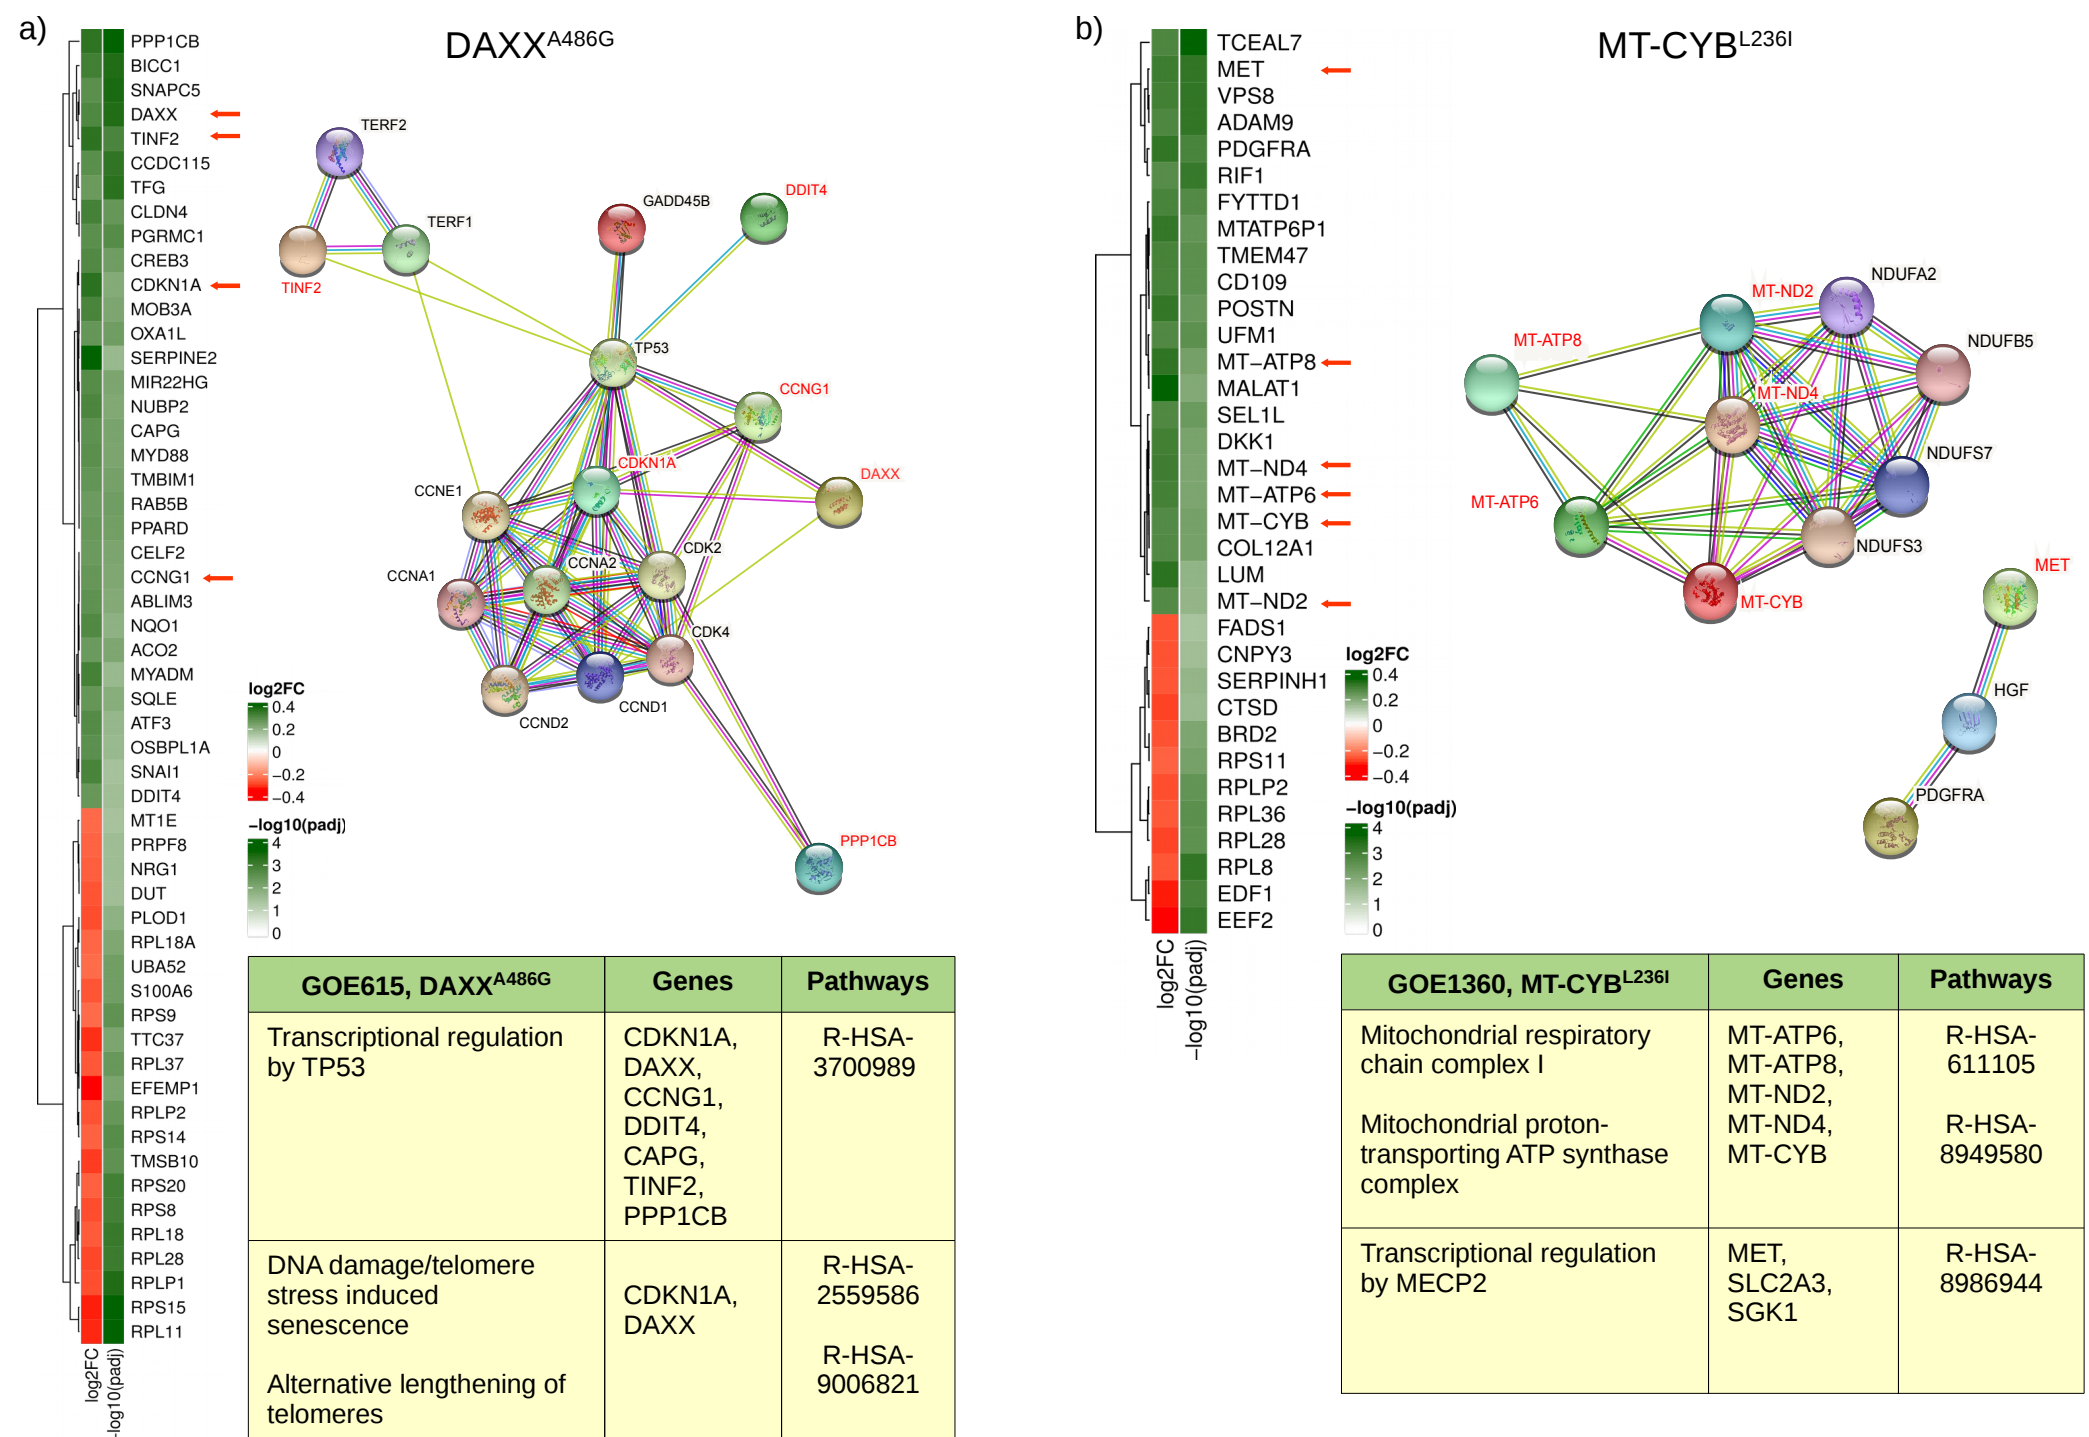 a)
DAXXA486G
PPP1CB
BICC1
SNAPC5
DAXX
TINF2
CCDC115
TFG
CLDN4
PGRMC1
CREB3
CDKN1A
MOB3A
OXA1L
SERPINE2
MIR22HG
NUBP2
CAPG
MYD88
TMBIM1
RAB5B
PPARD
CELF2
CCNG1
ABLIM3
NQO1
ACO2
MYADM
SQLE
ATF3
OSBPL1A
SNAI1
DDIT4
MT1E
PRPF8
NRG1
DUT
PLOD1
RPL18A
UBA52
S100A6
RPS9
TTC37
RPL37
EFEMP1
RPLP2
RPS14
TMSB10
RPS20
RPS8
RPL18
RPL28
RPLP1
RPS15
RPL11
log2FC
-log10(padj)
log2FC
0.4
0.2
0
−0.2
−0.4
−log10(padj)
4
3
2
1
0
TERF2
TERF1
TINF2
GADD45B
DDIT4
TP53
CCNG1
CDKN1A
DAXX
CCNE1
CDK2
CCNA2
CCNA1
CDK4
CCND1
CCND2
PPP1CB
GOE615, DAXXA486G
Genes
Pathways
Transcriptional regulation
by TP53
CDKN1A,
DAXX,
CCNG1,
DDIT4,
CAPG,
TINF2,
PPP1CB
R-HSA-
3700989
DNA damage/telomere
stress induced
senescence
Alternative lengthening of
telomeres
CDKN1A,
DAXX
R-HSA-
2559586
R-HSA-
9006821
b)
MT-CYBL236I
TCEAL7
MET
VPS8
ADAM9
PDGFRA
RIF1
FYTTD1
MTATP6P1
TMEM47
CD109
POSTN
UFM1
MT−ATP8
MALAT1
SEL1L
DKK1
MT−ND4
MT−ATP6
MT−CYB
COL12A1
LUM
MT−ND2
FADS1
CNPY3
SERPINH1
CTSD
BRD2
RPS11
RPLP2
RPL36
RPL28
RPL8
EDF1
EEF2
log2FC
−log10(padj)
log2FC
0.4
0.2
0
−0.2
−0.4
−log10(padj)
4
3
2
1
0
NDUFA2
MT-ND2
MT-ATP8
NDUFB5
MT-ND4
NDUFS7
MT-ATP6
NDUFS3
MT-CYB
MET
HGF
PDGFRA
GOE1360, MT-CYBL236I
Genes
Pathways
Mitochondrial respiratory
chain complex I
Mitochondrial proton-
transporting ATP synthase
complex
MT-ATP6,
MT-ATP8,
MT-ND2,
MT-ND4,
MT-CYB
R-HSA-
611105
R-HSA-
8949580
Transcriptional regulation
by MECP2
MET,
SLC2A3,
SGK1
R-HSA-
8986944